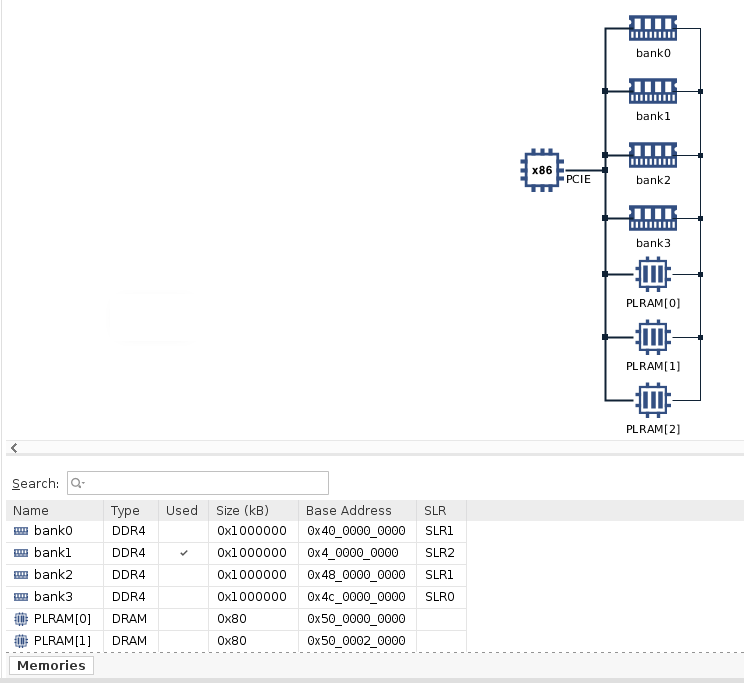 bank0
bank1
x86
PCIE
bank2
bank3
PLRAM[0]
PLRAM[1]
PLRAM[2]
Search:
Name Type Used Size (kB) Base Address SLR
bank0 DDR4 0x1000000 0x40_0000_0000 SLR1
bank1 DDR4 ✓ 0x1000000 0x4_0000_0000 SLR2
bank2 DDR4 0x1000000 0x48_0000_0000 SLR1
bank3 DDR4 0x1000000 0x4c_0000_0000 SLR0
PLRAM[0] DRAM 0x80 0x50_0000_0000
PLRAM[1] DRAM 0x80 0x50_0002_0000
Memories